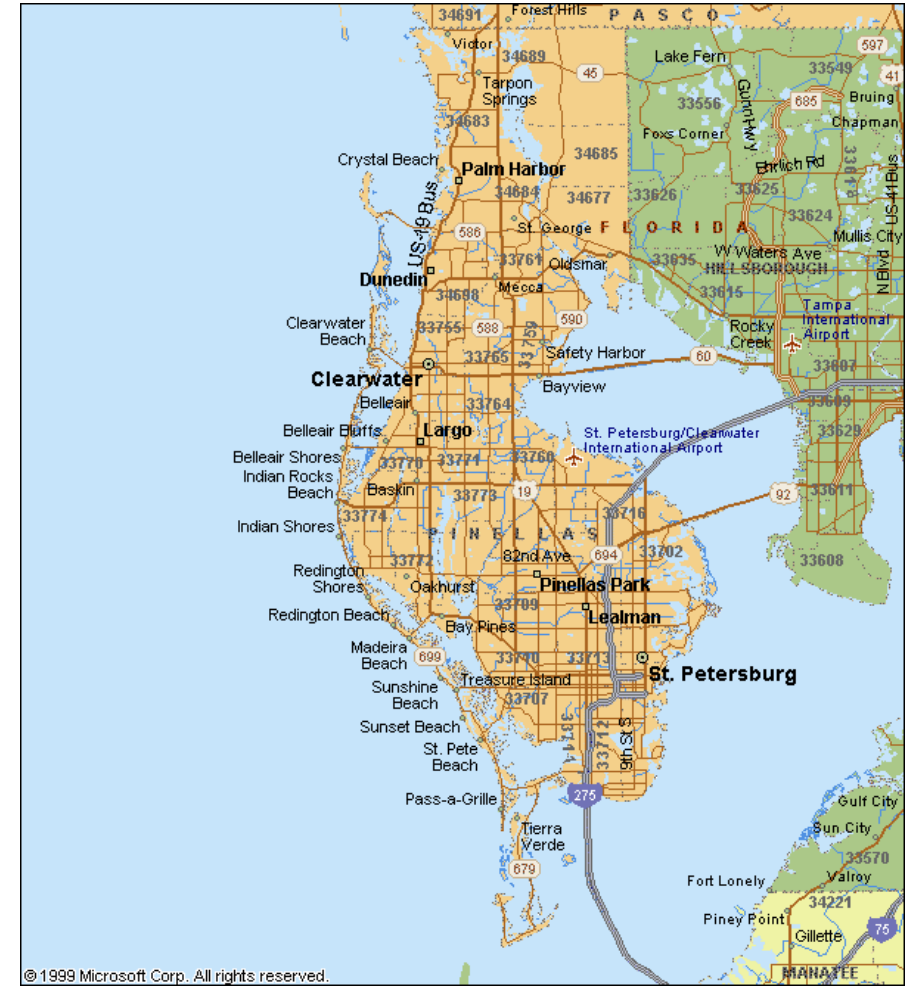 34691
Forest Hills
PASCO
Victor
34689
45
Lake Fern
597
33549
41
Tarpon
Springs
33556
Gunn Hwy
685
Bruing
Chapman
34683
Foxs Corner
Crystal Beach
34685
Ehrlich Rd
33618
US-41 Bus
Palm Harbor
34684
34677
33626
33625
33624
US-19 Bus
586
St. George
FLORIDA
Mullis City
W Waters Ave
33761
Oldsmar
33635
HILLSBOROUGH
N Blvd
Dunedin
34698
Mecca
33615
Tampa
International
Airport
Clearwater
Beach
33755
588
33759
590
Rocky
Creek
33765
Safety Harbor
60
33607
Clearwater
Bayview
Belleair
33764
33609
Belleair Bluffs
Largo
St. Petersburg/Clearwater
International Airport
33629
Belleair Shores
33770
33771
33760
Indian Rocks
Beach
Baskin
33773
19
92
33611
Indian Shores
33774
33716
PINELLAS
33772
82nd Ave
694
33702
33608
Redington
Shores
Oakhurst
Pinellas Park
33709
Redington Beach
Bay Pines
Lealman
Madeira
Beach
699
33710
33713
St. Petersburg
Sunshine
Beach
Treasure Island
33707
Sunset Beach
33711
33712
9th St S
St. Pete
Beach
Pass-a-Grille
275
Gulf City
Tierra
Verde
Sun City
33570
679
Fort Lonely
Valroy
34221
Piney Point
Gillette
75
MANATEE
© 1999 Microsoft Corp. All rights reserved.